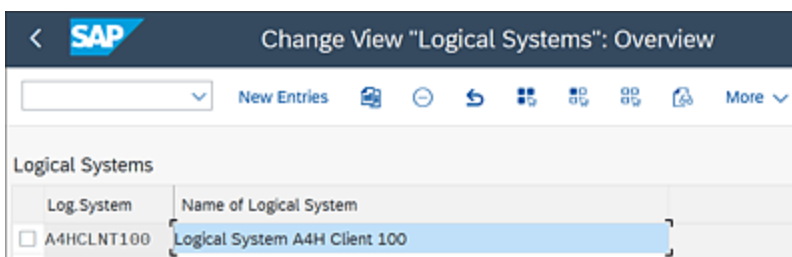 SAP Change View "Logical Systems": Overview
New Entries More
Logical Systems
Log.System Name of Logical System
A4HCLNT100 Logical System A4H Client 100